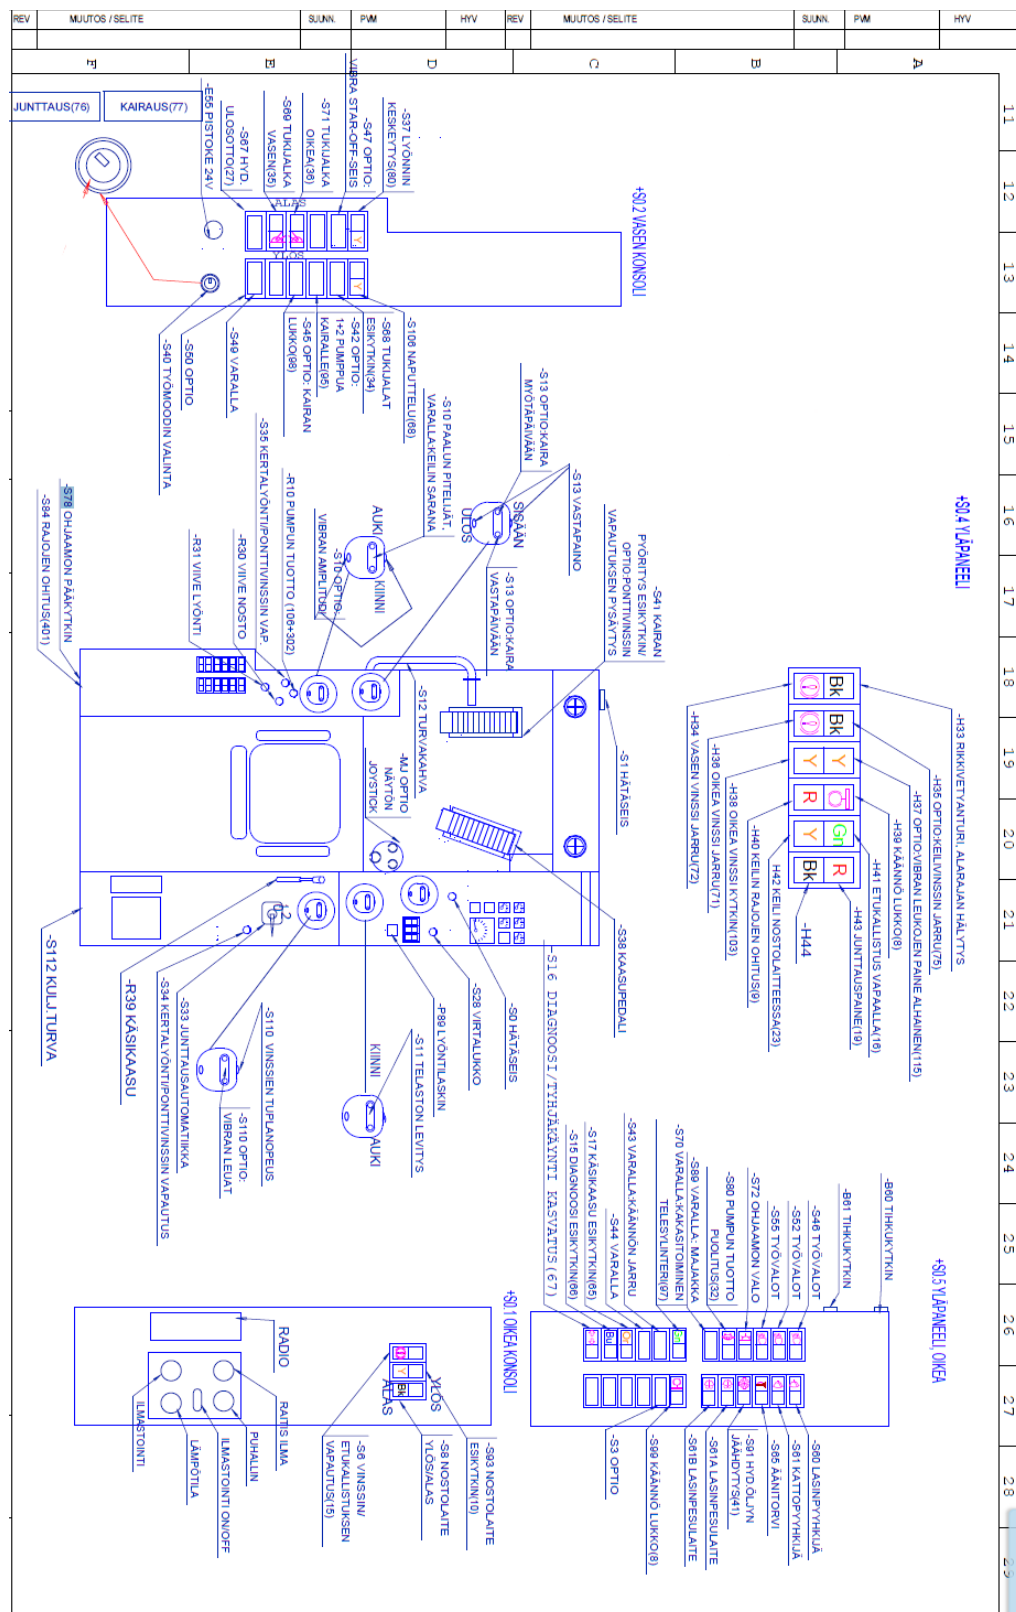 REV
MUUTOS / SELITE
SUUNN.
PVM
HYV
REV
MUUTOS / SELITE
SUUNN.
PVM
HYV
F
E
D
C
B
A
11
12
13
14
15
16
17
18
19
20
21
22
23
24
25
26
27
28
29
JUNTTAUS(76)
KAIRAUS(77)
+S0.2 VASEN KONSOLI
-E55 PISTOKE 24V
-S67 HYD.
ULOSOTTO(27)
-S69 TUKIJALKA
VASEN(35)
-S71 TUKIJALKA
OIKEA(36)
-S47 OPTIO:
VIBRA STAR-OFF-SEIS
-S37 LYÖNNIN
KESKEYTYS(80)
ALAS
YLÖS
Y
Y
-S106 NAPUTTELU(68)
-S68 TUKIJALAT
ESIKYTKIN(34)
-S42 OPTIO:
1+2 PUMPPUA
KAIRALLE(95)
-S45 OPTIO: KAIRAN
LUKKO(98)
-S49 VARALLA
-S50 OPTIO
-S40 TYÖMOODIN VALINTA
-S13 OPTIO:KAIRA
MYÖTÄPÄIVÄÄN
-S13 VASTAPAINO
-S10 PAALUN PITELIJÄT.
VARALLA:KEILIN SARANA
SISÄÄN
ULOS
AUKI
KIINNI
-S10 OPTIO:
VIBRAN AMPLITUDI
-S13 OPTIO:KAIRA
VASTAPÄIVÄÄN
-S41 KAIRAN
PYÖRITYS ESIKYTKIN/
OPTIO:PONTTIVINSSIN
VAPAUTUKSEN PYSÄYTYS
-R10 PUMPUN TUOTTO (106+302)
-S35 KERTALYÖNTI/PONTTIVINSSIN VAP.
-R30 VIIVE NOSTO
-R31 VIIVE LYÖNTI
-S78 OHJAAMON PÄÄKYTKIN
-S84 RAJOJEN OHITUS(401)
-S12 TURVAKAHVA
-MJ OPTIO
NÄYTÖN
JOYSTICK
-S1 HÄTÄSEIS
+S0.4 YLÄPANEELI
Bk
Bk
Y
Y
R
Y
Gn
Bk
R
-H33 RIKKIVETYANTURI, ALARAJAN HÄLYTYS
-H35 OPTIO:KEILIVINSSIN JARRU(75)
-H37 OPTIO:VIBRAN LEUKOJEN PAINE ALHAINEN(115)
-H39 KÄÄNNÖ LUKKO(8)
-H41 ETUKALLISTUS VAPAALLA(16)
-H43 JUNTTAUSPAINE(19)
-H44
-H42 KEILI NOSTOLAITTEESSA(23)
-H40 KEILIN RAJOJEN OHITUS(9)
-H38 OIKEA VINSSI KYTKIN(103)
-H36 OIKEA VINSSI JARRU(71)
-H34 VASEN VINSSI JARRU(72)
-S38 KAASUPEDALI
-S16 DIAGNOOSI/TYHJÄKÄYNTI KASVATUS(67)
-S0 HÄTÄSEIS
-S28 VIRTALUKKO
-P89 LYÖNTILASKIN
-S11 TELASTON LEVITYS
KIINNI
AUKI
-S110 VINSSIEN TUPLANOPEUS
-S110 OPTIO:
VIBRAN LEUAT
-S33 JUNTTAUSAUTOMATIIKKA
-S34 KERTALYÖNTI/PONTTIVINSSIN VAPAUTUS
-R39 KÄSIKAASU
-S112 KULJ.TURVA
+S0.5 YLÄPANEELI, OIKEA
-B60 TIHKUKYTKIN
-B61 TIHKUKYTKIN
-S46 TYÖVALOT
-S52 TYÖVALOT
-S55 TYÖVALOT
-S72 OHJAAMON VALO
-S80 PUMPUN TUOTTO
PUOLITUS(32)
-S89 VARALLA: MAJAKKA
-S70 VARALLA:KAKASITOIMINEN
TELESYLINTERI(97)
-S43 VARALLA:KÄÄNNÖN JARRU
-S44 VARALLA
-S17 KÄSIKAASU ESIKYTKIN(65)
-S15 DIAGNOOSI ESIKYTKIN(66)
Bu
Or
Gn
-S60 LASINPYYHKIJÄ
-S61 KATTOPYYHKIJÄ
-S65 ÄÄNITORVI
-S91 HYD.ÖLJYN
JÄÄHDYTYS(41)
-S61A LASINPESULAITE
-S61B LASINPESULAITE
-S99 KÄÄNNÖ LUKKO(8)
-S3 OPTIO
+S0.1 OIKEA KONSOLI
YLÖS
ALAS
Y
Bk
-S93 NOSTOLAITE
ESIKYTKIN(10)
-S8 NOSTOLAITE
YLÖS/ALAS
-S6 VINSSIN/
ETUKALLISTUKSEN
VAPAUTUS(15)
RADIO
RAITIS ILMA
PUHALLIN
ILMASTOINTI ON/OFF
LÄMPÖTILA
ILMASTOINTI